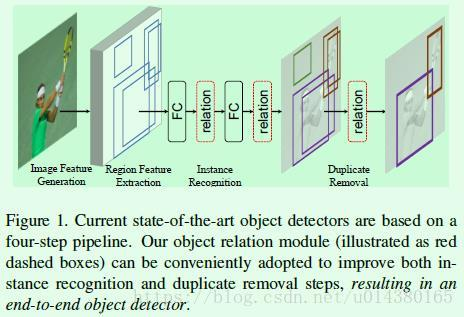 FC
relation
FC
relation
relation
Image Feature
Generation
Region Feature
Extraction
Instance
Recognition
Duplicate
Removal
Figure 1. Current state-of-the-art object detectors are based on a
four-step pipeline. Our object relation module (illustrated as red
dashed boxes) can be conveniently adopted to improve both in-
stance recognition and duplicate removal steps, resulting in an
end-to-end object detector.
https://blog.csdn.net/u014380165